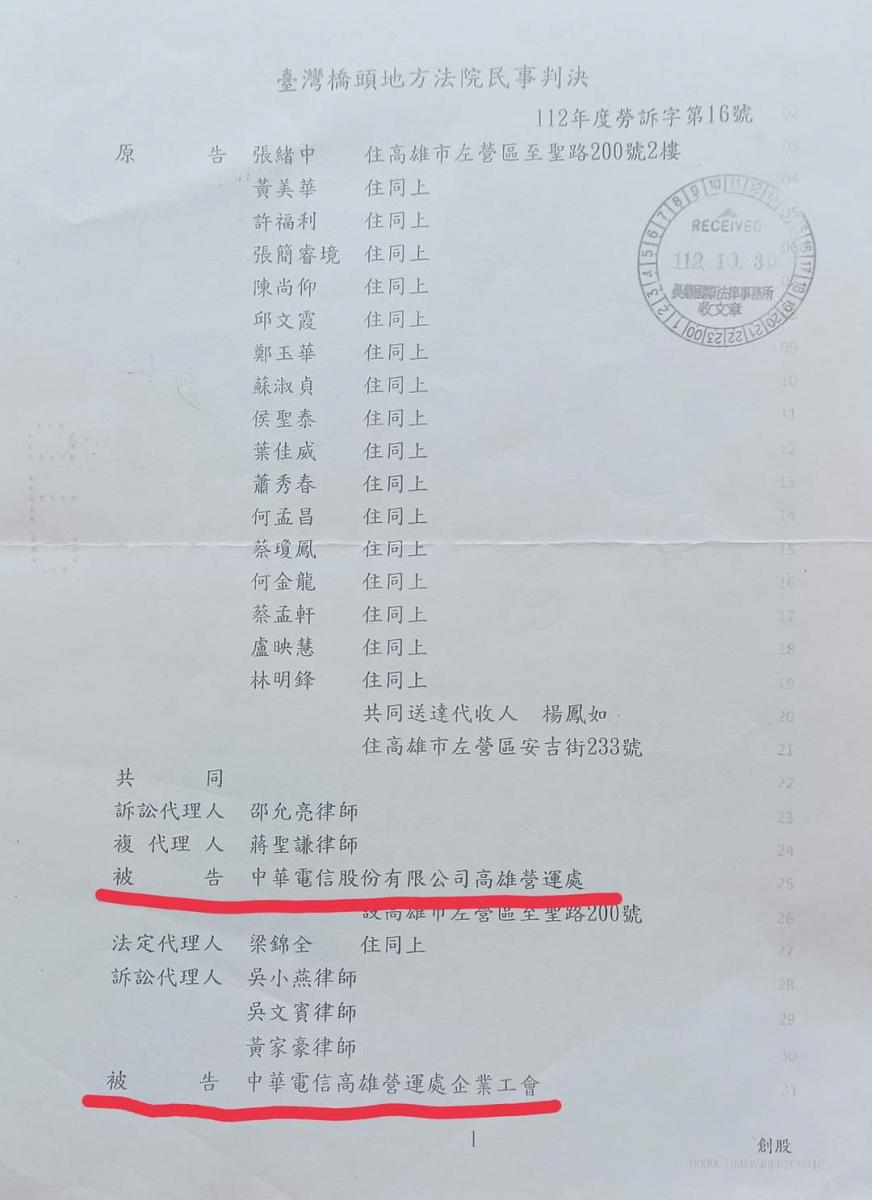 臺灣橋頭地方法院民事判決
112年度勞訴字第16號
原 告 張緒中 住高雄市左營區至聖路200號2樓
黃美華 住同上
許福利 住同上
張簡睿境 住同上
陳尚仰 住同上
邱文霞 住同上
鄭玉華 住同上
蘇淑貞 住同上
侯聖泰 住同上
葉佳威 住同上
蕭秀春 住同上
何孟昌 住同上
蔡瓊鳳 住同上
何金龍 住同上
蔡孟軒 住同上
盧映慧 住同上
林明鋒 住同上
共同送達代收人 楊鳳如
住高雄市左營區安吉街233號
共 同
訴訟代理人 邵允亮律師
複代理人 蔣聖謙律師
被 告 中華電信股份有限公司高雄營運處
設高雄市左營區至聖路200號
法定代理人 梁錦全 住同上
訴訟代理人 吳小燕律師
吳文賓律師
黃家豪律師
被 告 中華電信高雄營運處企業工會
1
創股
RECEIVED
112.10.30
國際法律事務所
收文章